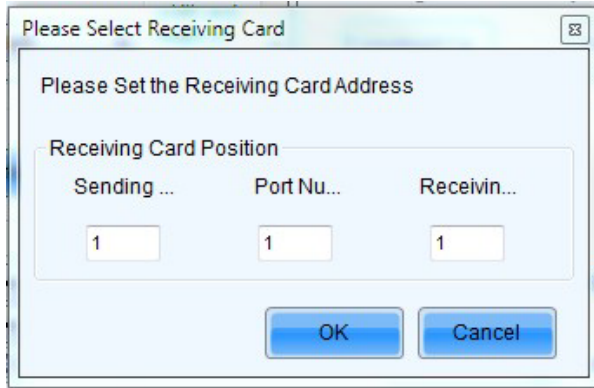 Please Select Receiving Card
Please Set the Receiving Card Address
Receiving Card Position
Sending ... Port Nu... Receivin...
1 1 1
OK Cancel